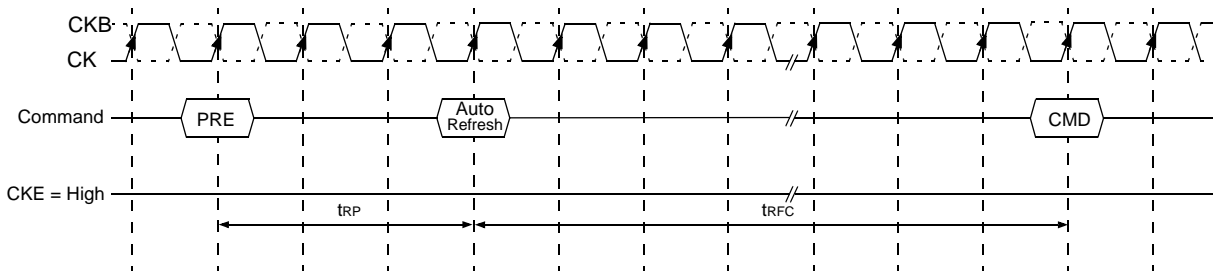 CKB
CK
Command
PRE
Auto
Refresh
CMD
CKE = High
tRP
tRFC